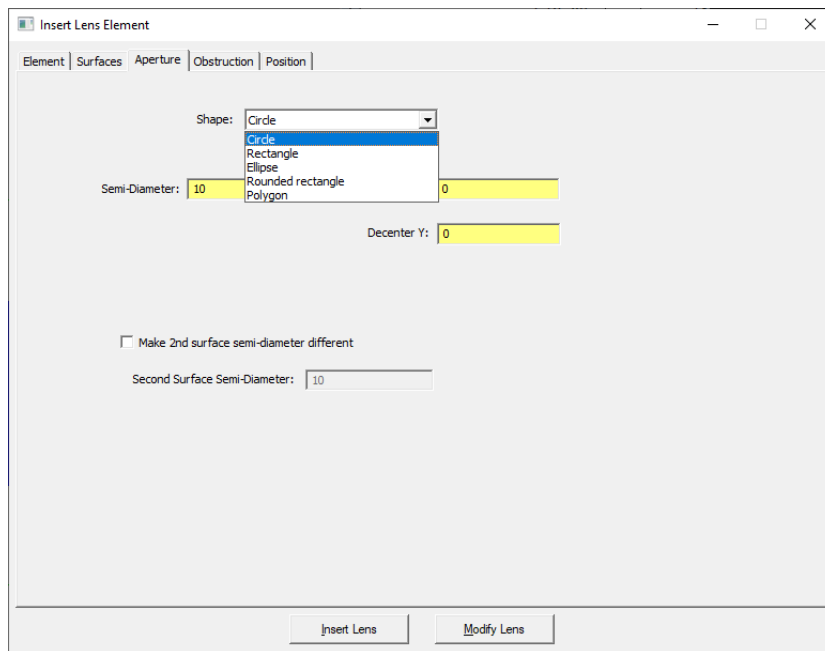 Insert Lens Element
Element Surfaces Aperture Obstruction Position
Shape: Circle
Circle
Rectangle
Ellipse
Rounded rectangle
Polygon
Semi-Diameter: 10 0
Decenter Y: 0
Make 2nd surface semi-diameter different
Second Surface Semi-Diameter: 10
Insert Lens Modify Lens